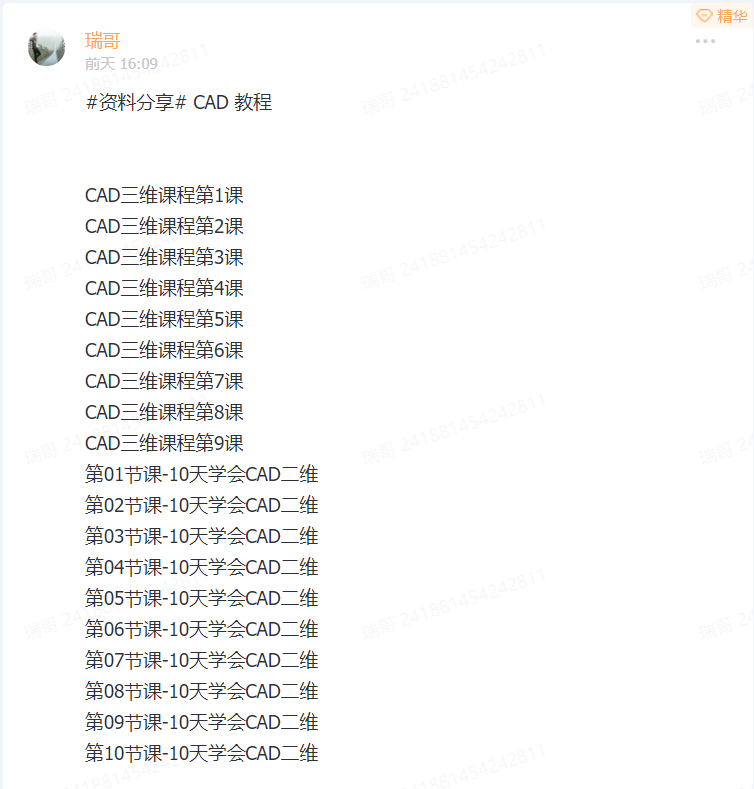 精华
瑞哥
前天 16:09
#资料分享# CAD 教程
CAD三维课程第1课
CAD三维课程第2课
CAD三维课程第3课
CAD三维课程第4课
CAD三维课程第5课
CAD三维课程第6课
CAD三维课程第7课
CAD三维课程第8课
CAD三维课程第9课
第01节课-10天学会CAD二维
第02节课-10天学会CAD二维
第03节课-10天学会CAD二维
第04节课-10天学会CAD二维
第05节课-10天学会CAD二维
第06节课-10天学会CAD二维
第07节课-10天学会CAD二维
第08节课-10天学会CAD二维
第09节课-10天学会CAD二维
第10节课-10天学会CAD二维
瑞哥 241881454242811